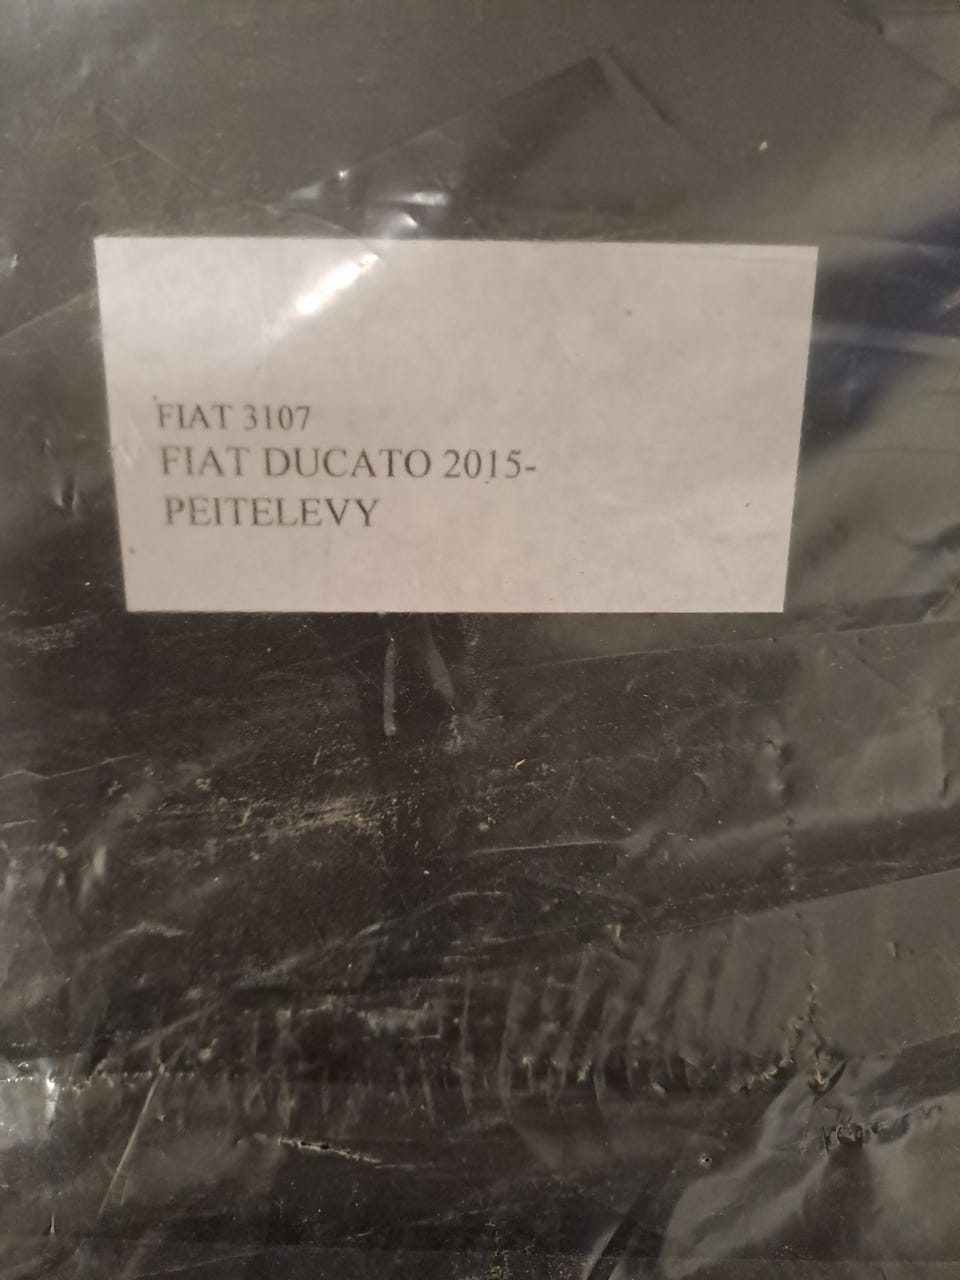 FIAT 3107
FIAT DUCATO 2015-
PEITELEVY